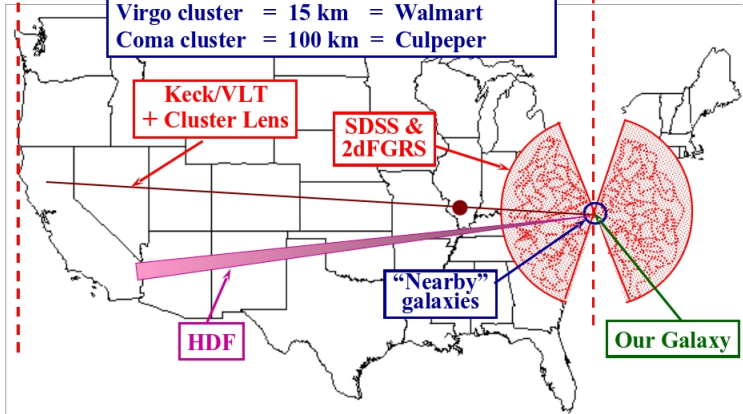 Virgo cluster = 15 km = Walmart
Coma cluster = 100 km = Culpeper
Keck/VLT
+ Cluster Lens
SDSS &
2dFGRS
“Nearby”
galaxies
HDF
Our Galaxy